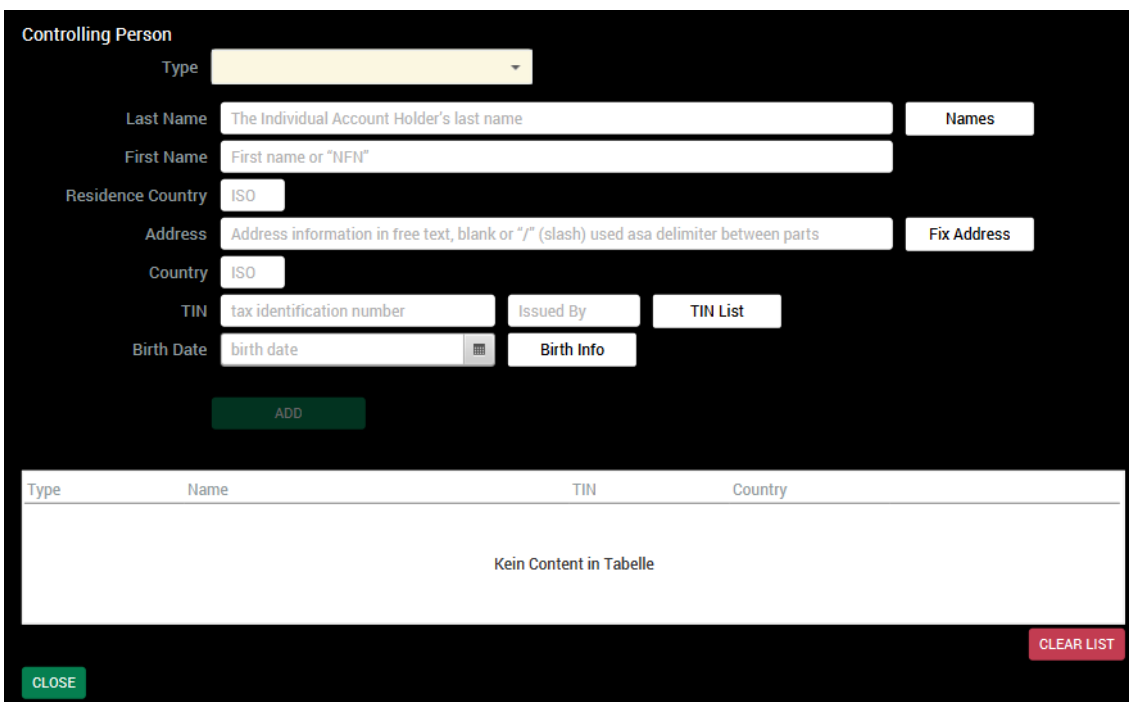 Controlling Person
Type
Last Name The Individual Account Holder's last name Names
First Name First name or “NFN”
Residence Country ISO
Address Address information in free text, blank or “/” (slash) used asa delimiter between parts Fix Address
Country ISO
TIN tax identification number Issued By TIN List
Birth Date birth date Birth Info
ADD
Type Name TIN Country
Kein Content in Tabelle
CLEAR LIST
CLOSE